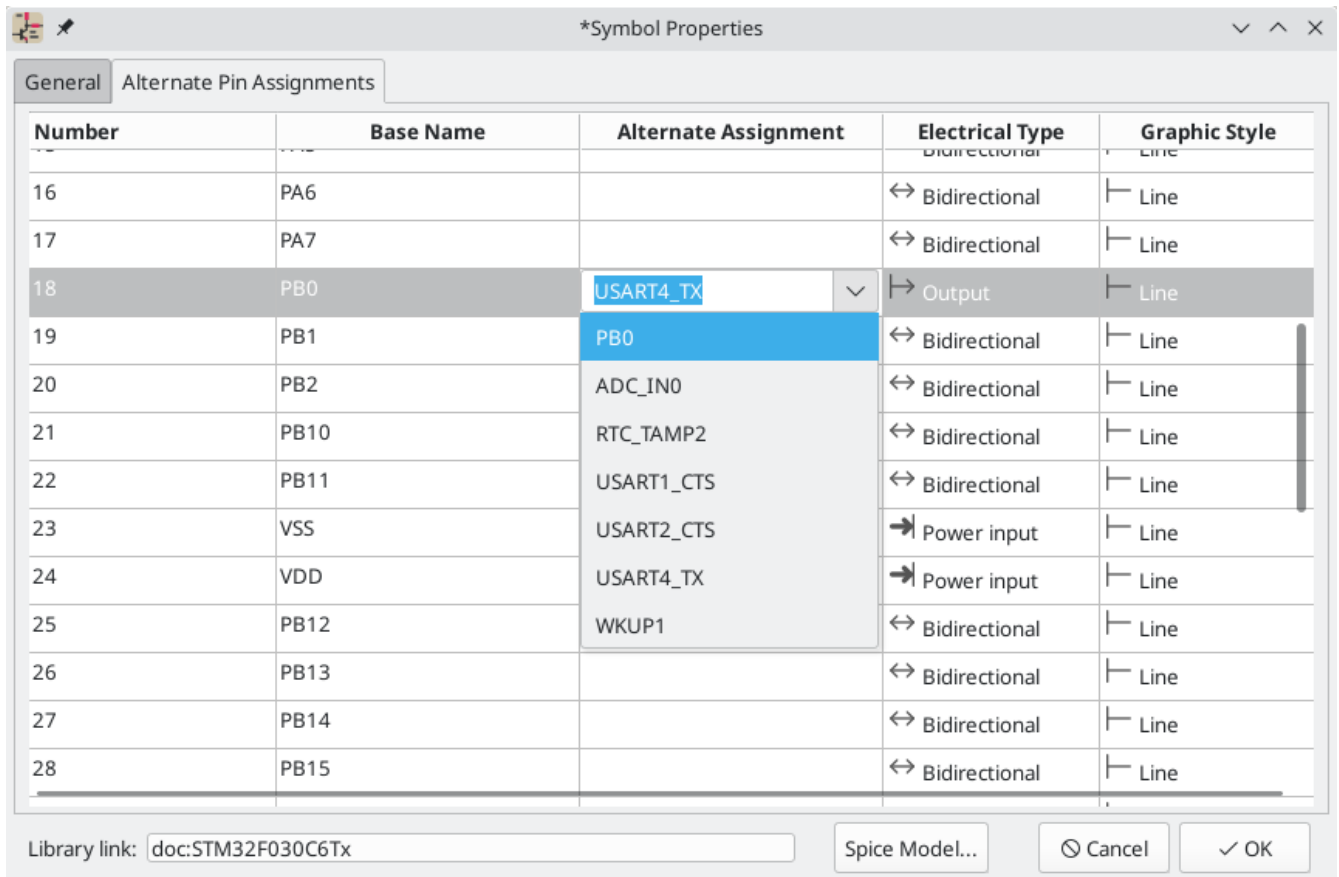 *Symbol Properties
General Alternate Pin Assignments
Number Base Name Alternate Assignment Electrical Type Graphic Style
Bidirectional Line
16 PA6 Bidirectional Line
17 PA7 Bidirectional Line
18 PB0 USART4_TX Output Line
19 PB1 PB0 Bidirectional Line
20 PB2 ADC_IN0 Bidirectional Line
21 PB10 RTC_TAMP2 Bidirectional Line
22 PB11 USART1_CTS Bidirectional Line
23 VSS USART2_CTS Power input Line
24 VDD USART4_TX Power input Line
25 PB12 WKUP1 Bidirectional Line
26 PB13 Bidirectional Line
27 PB14 Bidirectional Line
28 PB15 Bidirectional Line
Library link: doc:STM32F030C6Tx Spice Model... Cancel OK